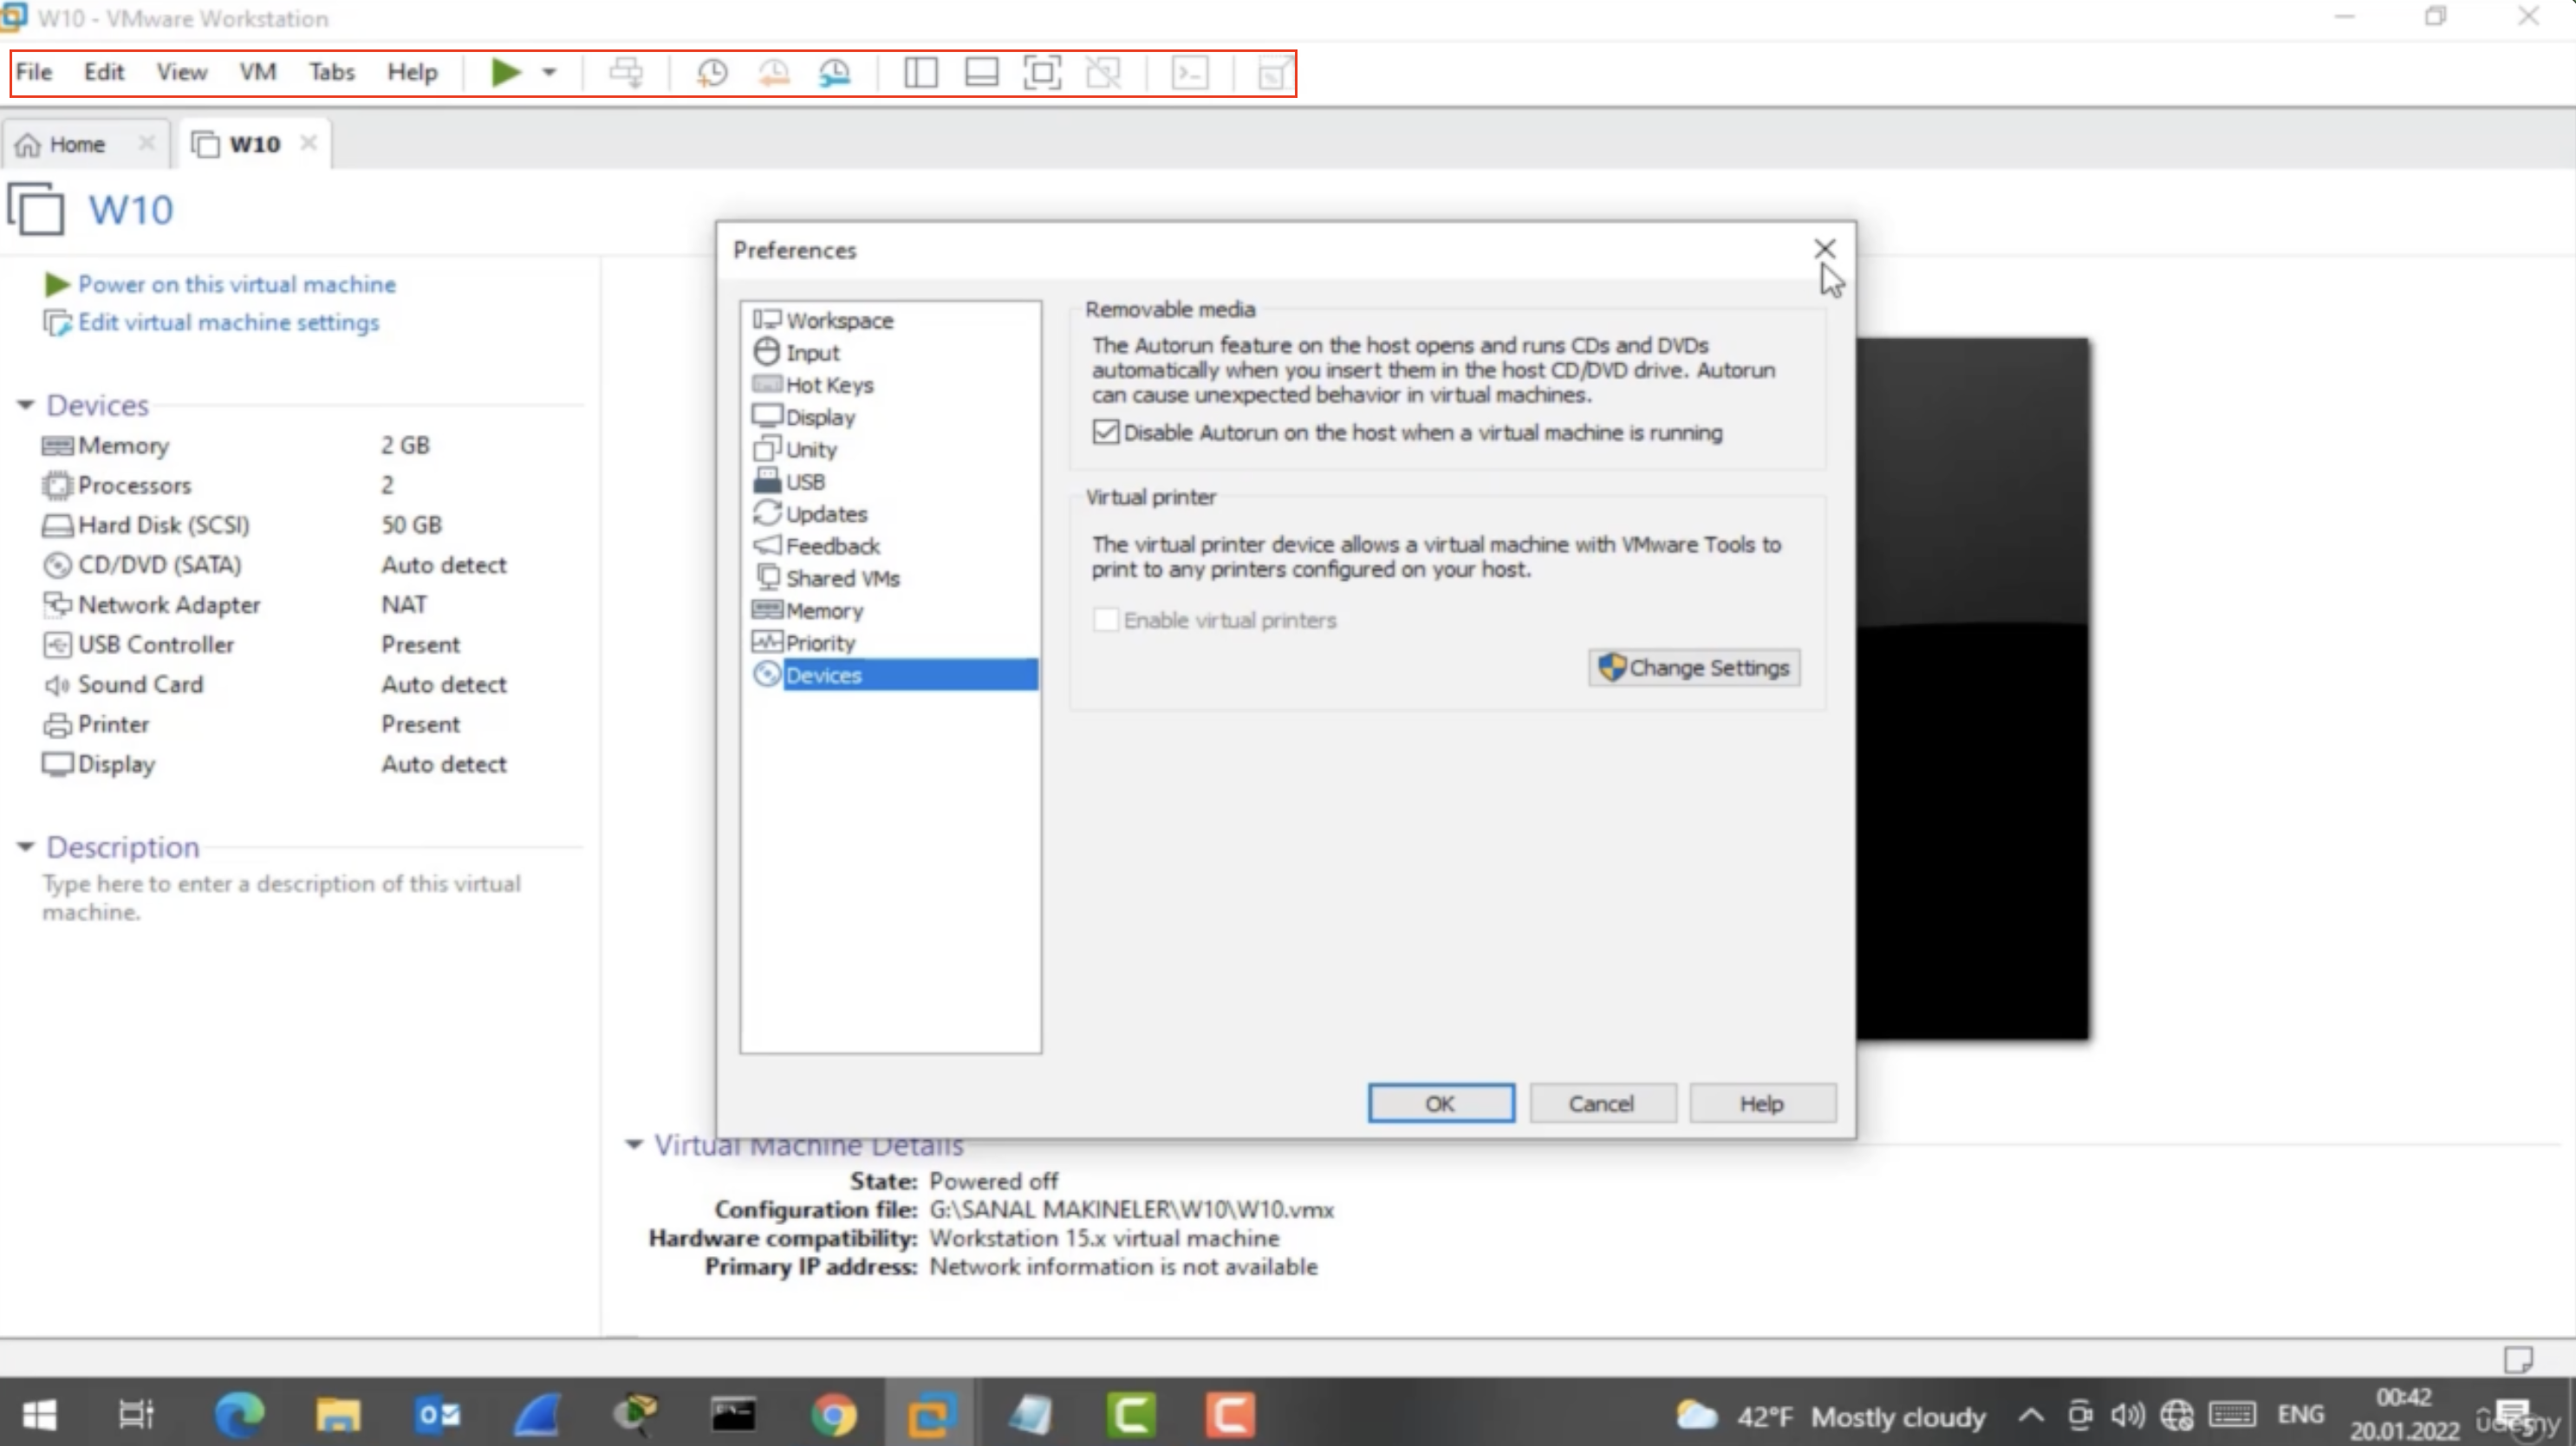 W10 - VMware Workstation
File Edit View VM Tabs Help
Home
W10
W10
Power on this virtual machine
Edit virtual machine settings
Devices
Memory 2 GB
Processors 2
Hard Disk (SCSI) 50 GB
CD/DVD (SATA) Auto detect
Network Adapter NAT
USB Controller Present
Sound Card Auto detect
Printer Present
Display Auto detect
Description
Type here to enter a description of this virtual
machine.
Preferences
Workspace
Input
Hot Keys
Display
Unity
USB
Updates
Feedback
Shared VMs
Memory
Priority
Devices
Removable media
The Autorun feature on the host opens and runs CDs and DVDs
automatically when you insert them in the host CD/DVD drive. Autorun
can cause unexpected behavior in virtual machines.
Disable Autorun on the host when a virtual machine is running
Virtual printer
The virtual printer device allows a virtual machine with VMware Tools to
print to any printers configured on your host.
Enable virtual printers
Change Settings
OK Cancel Help
Virtual Machine Details
State: Powered off
Configuration file: G:\SANAL MAKINELER\W10\W10.vmx
Hardware compatibility: Workstation 15.x virtual machine
Primary IP address: Network information is not available
42°F Mostly cloudy
ENG
00:42
20.01.2022
ûdemy
5